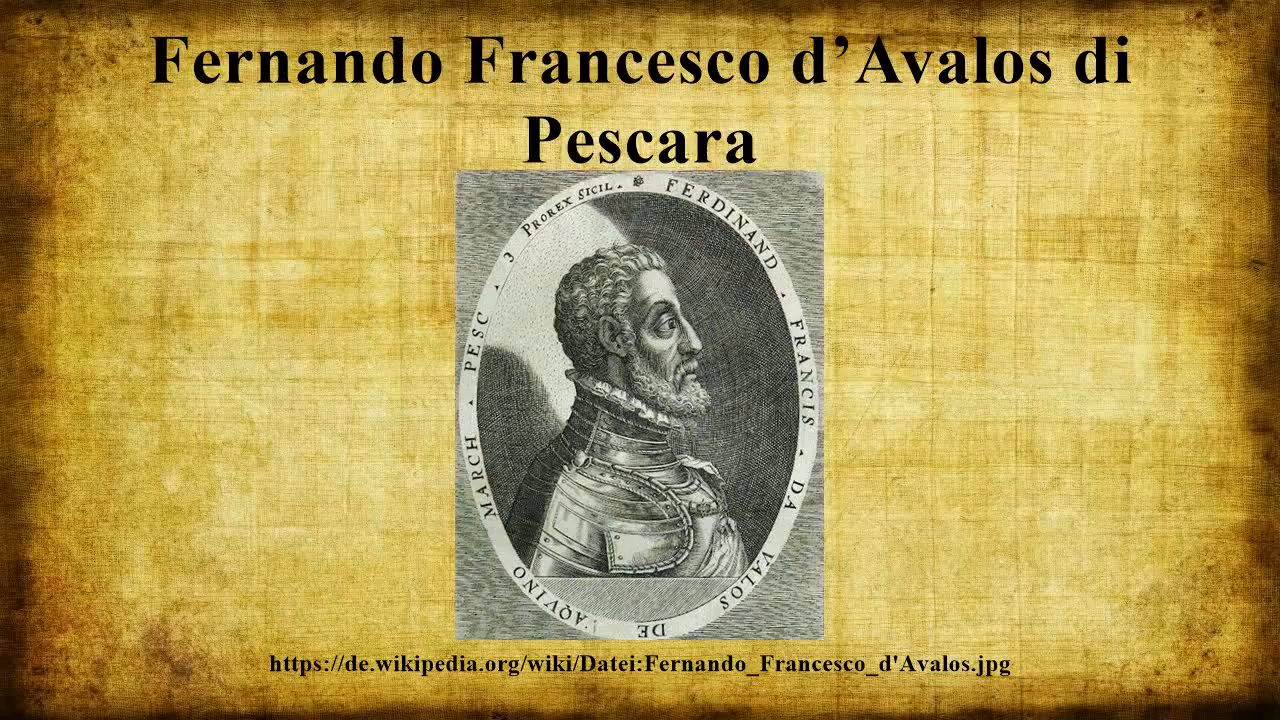 Fernando Francesco d’Avalos di
Pescara
FERDINAND ▴ FRANCIS ▴ DA VALOS DE AQVINO MARCH ▴ PESC ▴ 3 PROREX SICIL ▴
https://de.wikipedia.org/wiki/Datei:Fernando_Francesco_d'Avalos.jpg